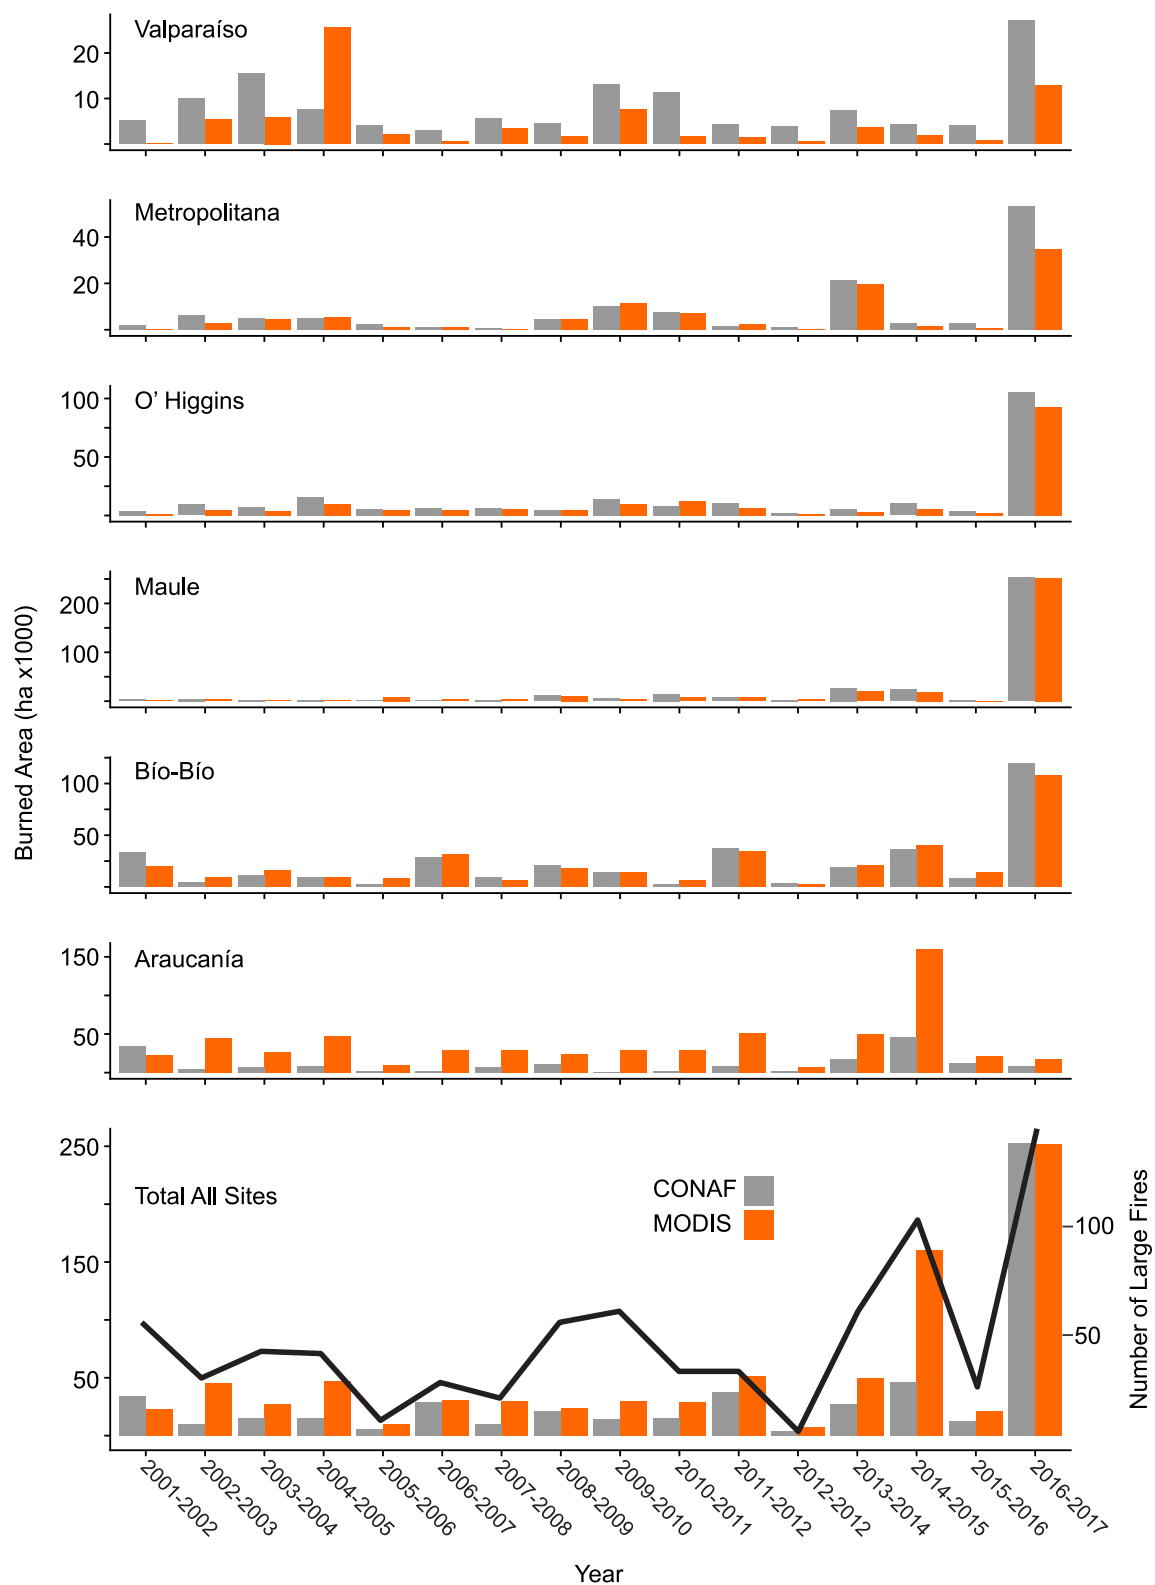 Valparaíso
20
10
Metropolitana
40
20
O' Higgins
100
50
Maule
200
100
Bío-Bío
100
50
Araucanía
150
50
Total All Sites
250
150
50
CONAF
MODIS
100
50
Burned Area (ha x1000)
Number of Large Fires
2001-2002
2002-2003
2003-2004
2004-2005
2005-2006
2006-2007
2007-2008
2008-2009
2009-2010
2010-2011
2011-2012
2012-2012
2013-2014
2014-2015
2015-2016
2016-2017
Year